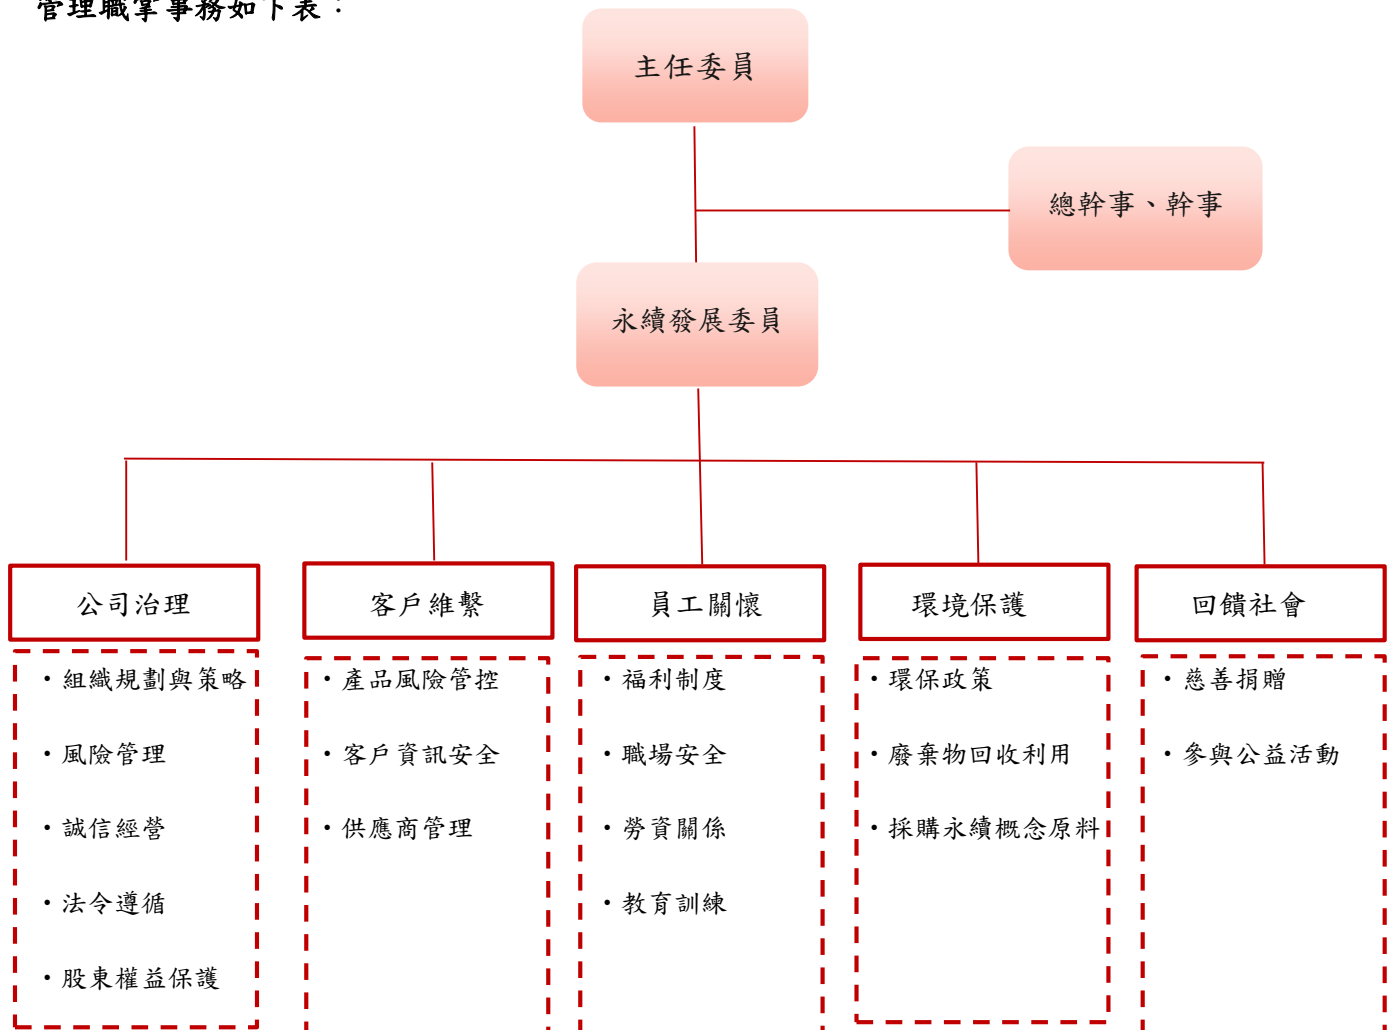 管理職掌事務如下表：
主任委員
總幹事、幹事
永續發展委員
公司治理
・組織規劃與策略
・風險管理
・誠信經營
・法令遵循
・股東權益保護
客戶維繫
・產品風險管控
・客戶資訊安全
・供應商管理
員工關懷
・福利制度
・職場安全
・勞資關係
・教育訓練
環境保護
・環保政策
・廢棄物回收利用
・採購永續概念原料
回饋社會
・慈善捐贈
・參與公益活動